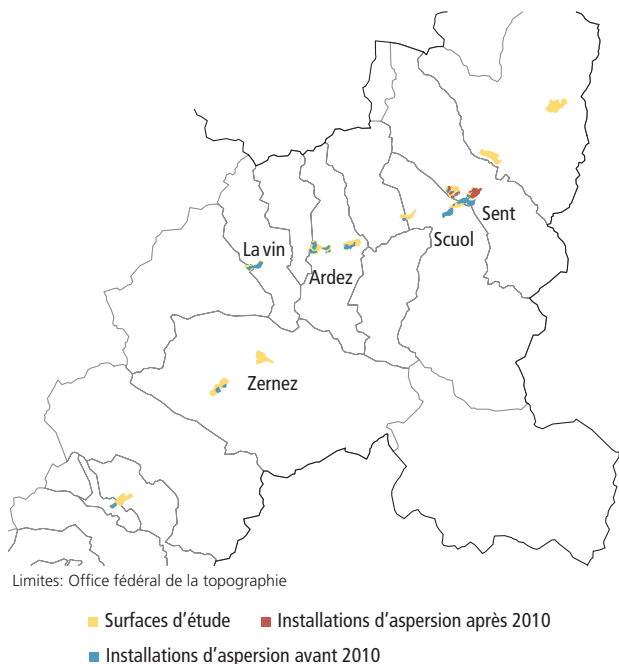 Sent
Scuol
La vin
Ardez
Zernez
Limites: Office fédéral de la topographie
Surfaces d'étude
Installations d'aspersion après 2010
Installations d'aspersion avant 2010